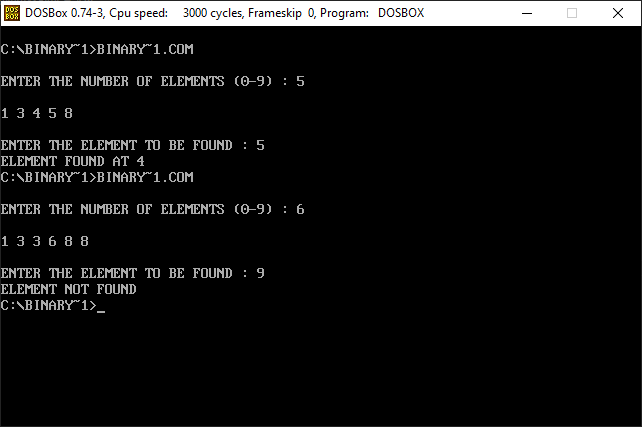 DOSBox 0.74-3, Cpu speed: 3000 cycles, Frameskip 0, Program: DOSBOX
C:\BINARY~1>BINARY~1.COM
ENTER THE NUMBER OF ELEMENTS (0-9) : 5
1 3 4 5 8
ENTER THE ELEMENT TO BE FOUND : 5
ELEMENT FOUND AT 4
C:\BINARY~1>BINARY~1.COM
ENTER THE NUMBER OF ELEMENTS (0-9) : 6
1 3 3 6 8 8
ENTER THE ELEMENT TO BE FOUND : 9
ELEMENT NOT FOUND
C:\BINARY~1>_